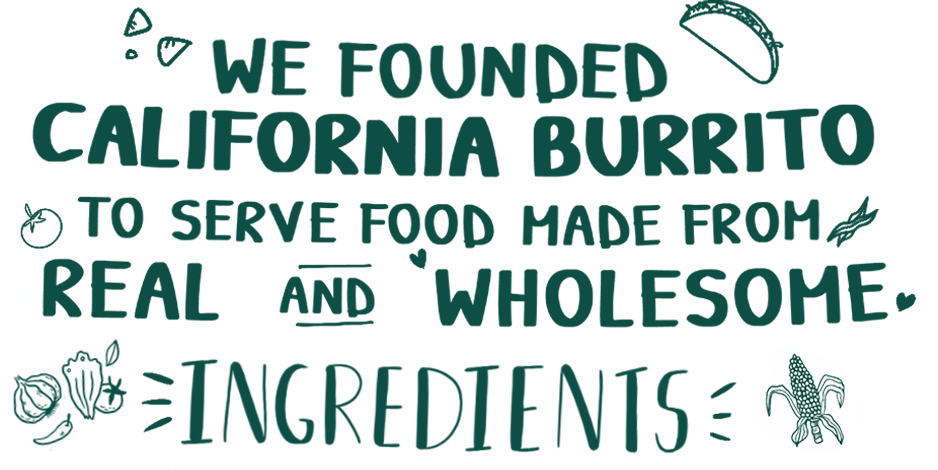 WE FOUNDED
CALIFORNIA BURRITO
TO SERVE FOOD MADE FROM
REAL AND WHOLESOME
INGREDIENTS